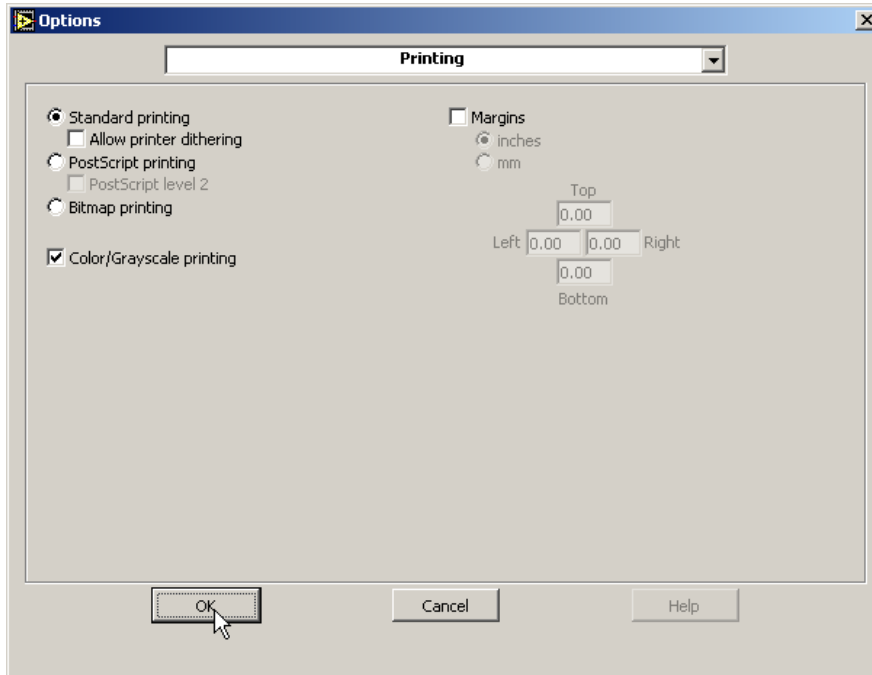 Options
Printing
Standard printing
Allow printer dithering
PostScript printing
PostScript level 2
Bitmap printing
Color/Grayscale printing
Margins
inches
mm
Top
0.00
Left 0.00 0.00 Right
0.00
Bottom
OK Cancel Help